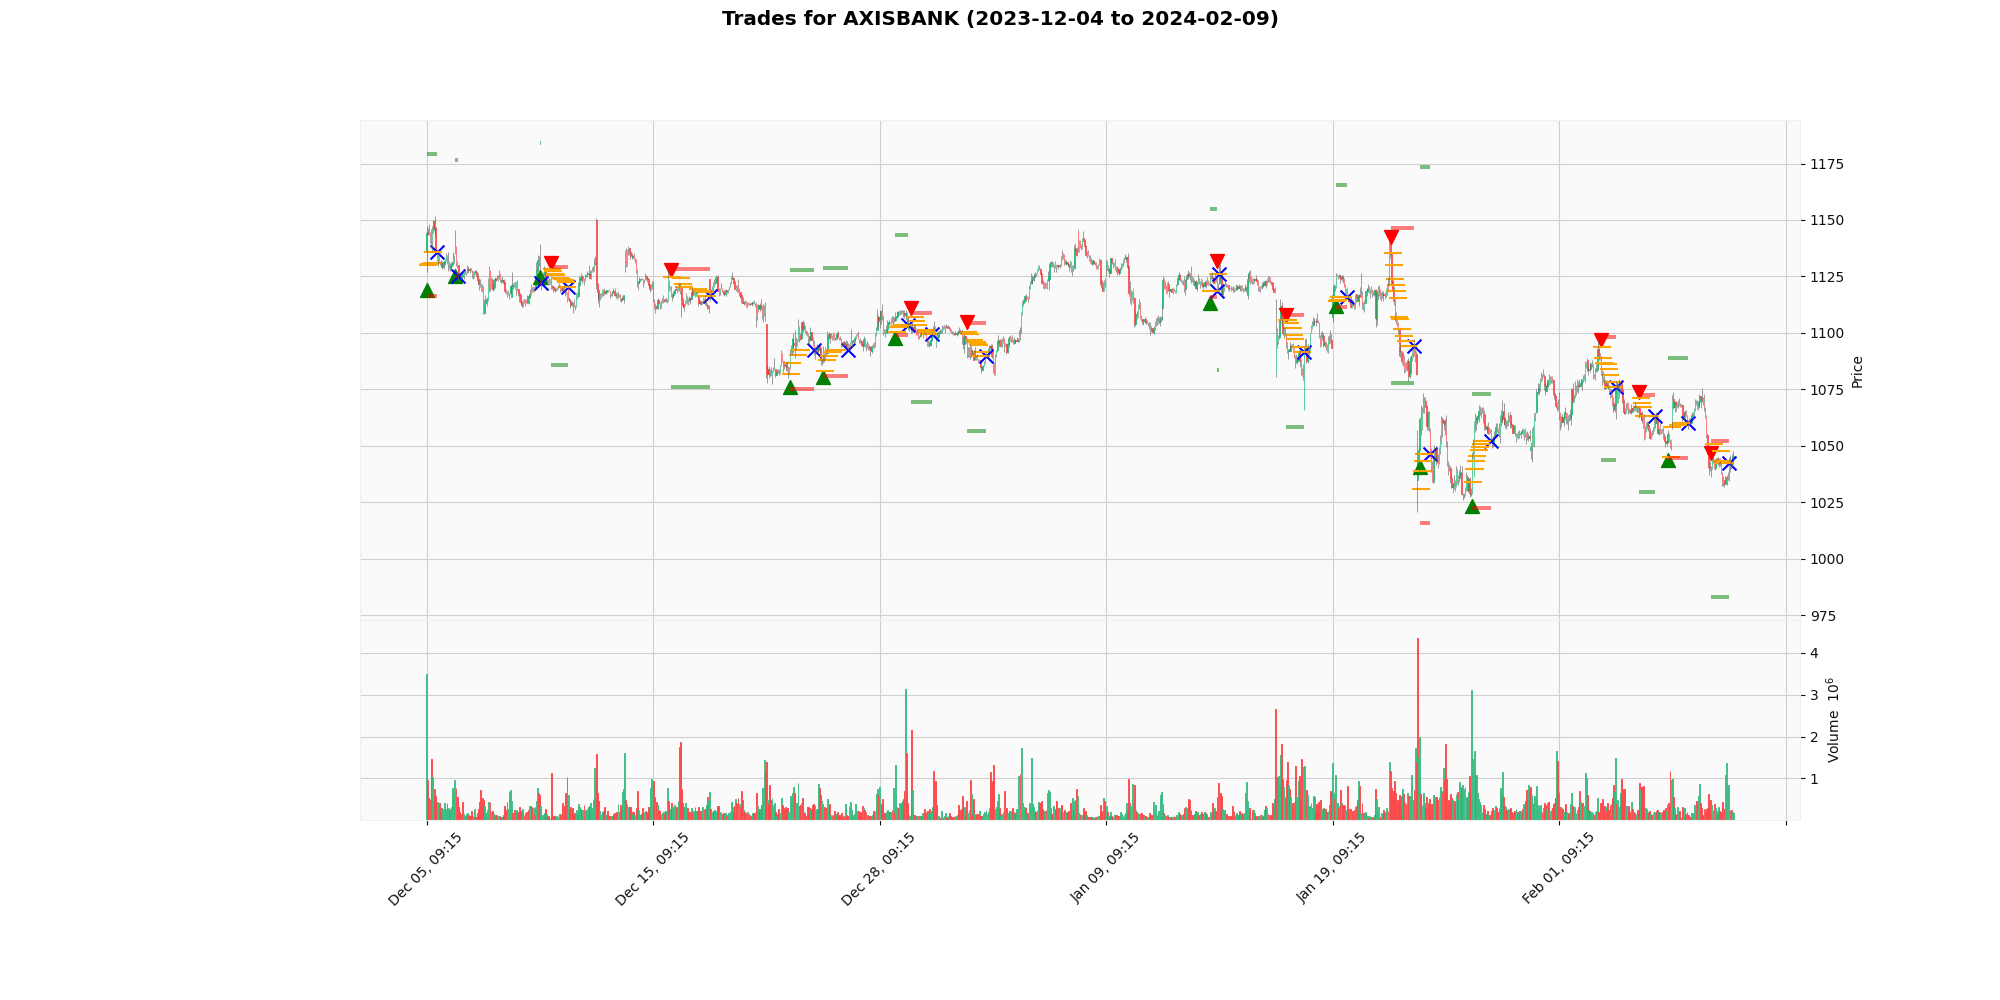 Trades for AXISBANK (2023-12-04 to 2024-02-09)
1175
1150
1125
1100
1075
1050
1025
1000
975
Price
4
3
2
1
Volume 10^6
Dec 05, 09:15
Dec 15, 09:15
Dec 28, 09:15
Jan 09, 09:15
Jan 19, 09:15
Feb 01, 09:15